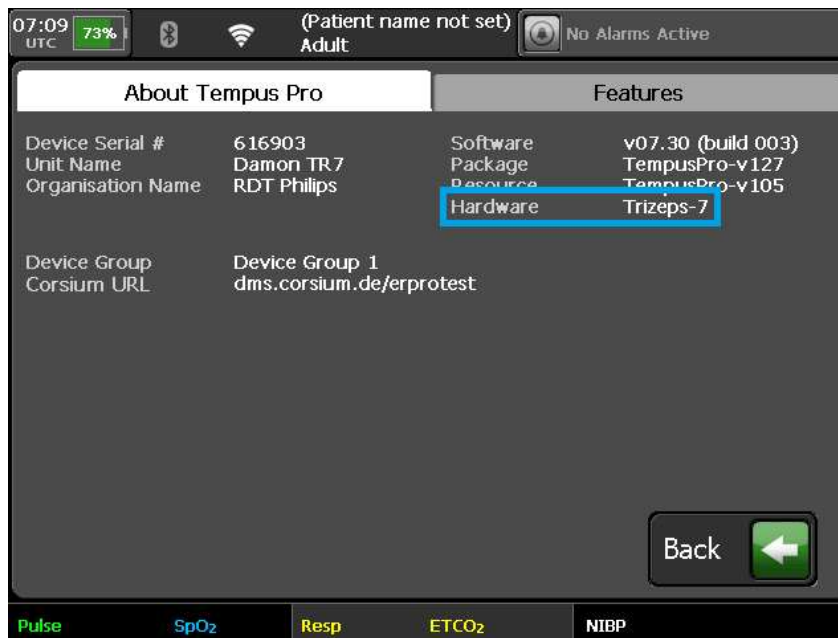 07:09 UTC 73% (Patient name not set) Adult No Alarms Active
About Tempus Pro Features
Device Serial # 616903 Software v07.30 (build 003)
Unit Name Damon TR7 Package TempusPro-v127
Organisation Name RDT Philips Resource TempusPro-v105
Hardware Trizeps-7
Device Group Device Group 1
Corsium URL dms.corsium.de/erprotest
Back
Pulse SpO₂ Resp ETCO₂ NIBP